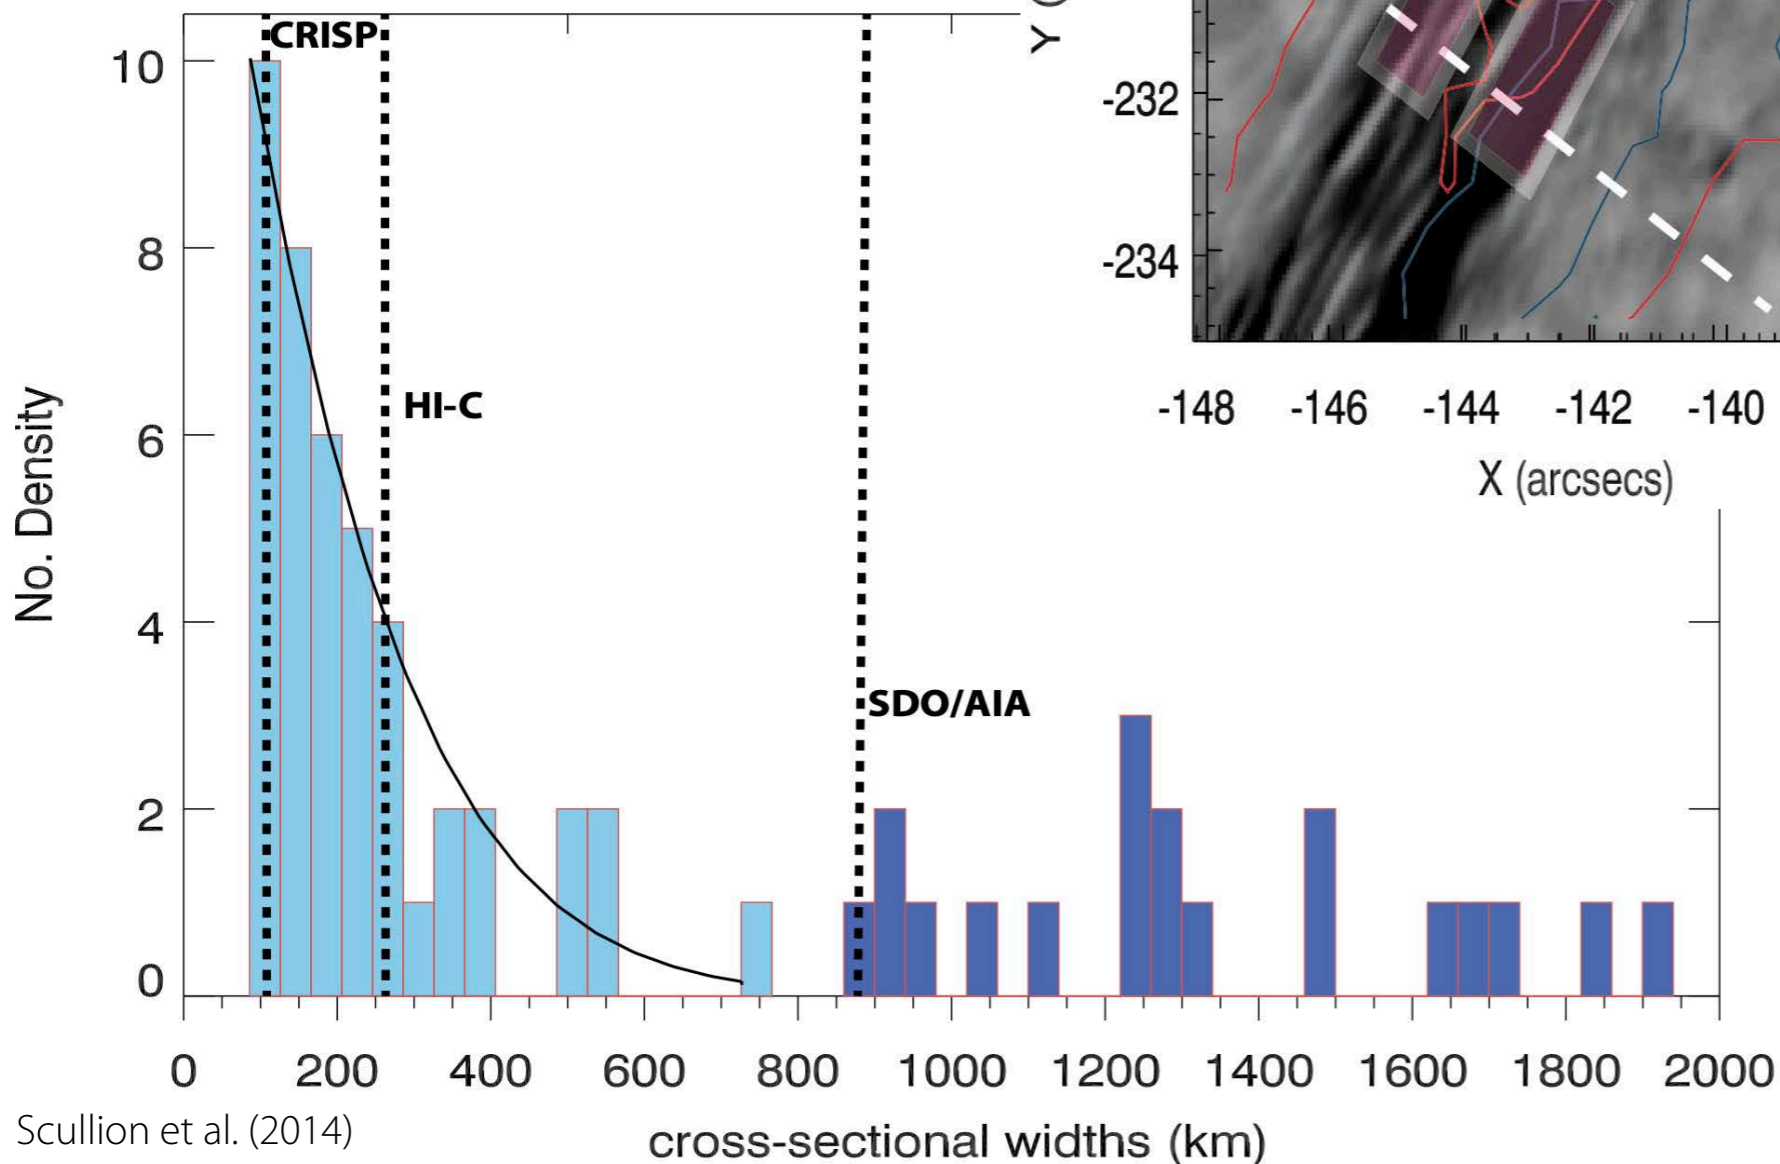 CRISP
10
8
6
4
2
0
No. Density
HI-C
SDO/AIA
Y (
-232
-234
-148 -146 -144 -142 -140
X (arcsecs)
0 200 400 600 800 1000 1200 1400 1600 1800 2000
cross-sectional widths (km)
Scullion et al. (2014)